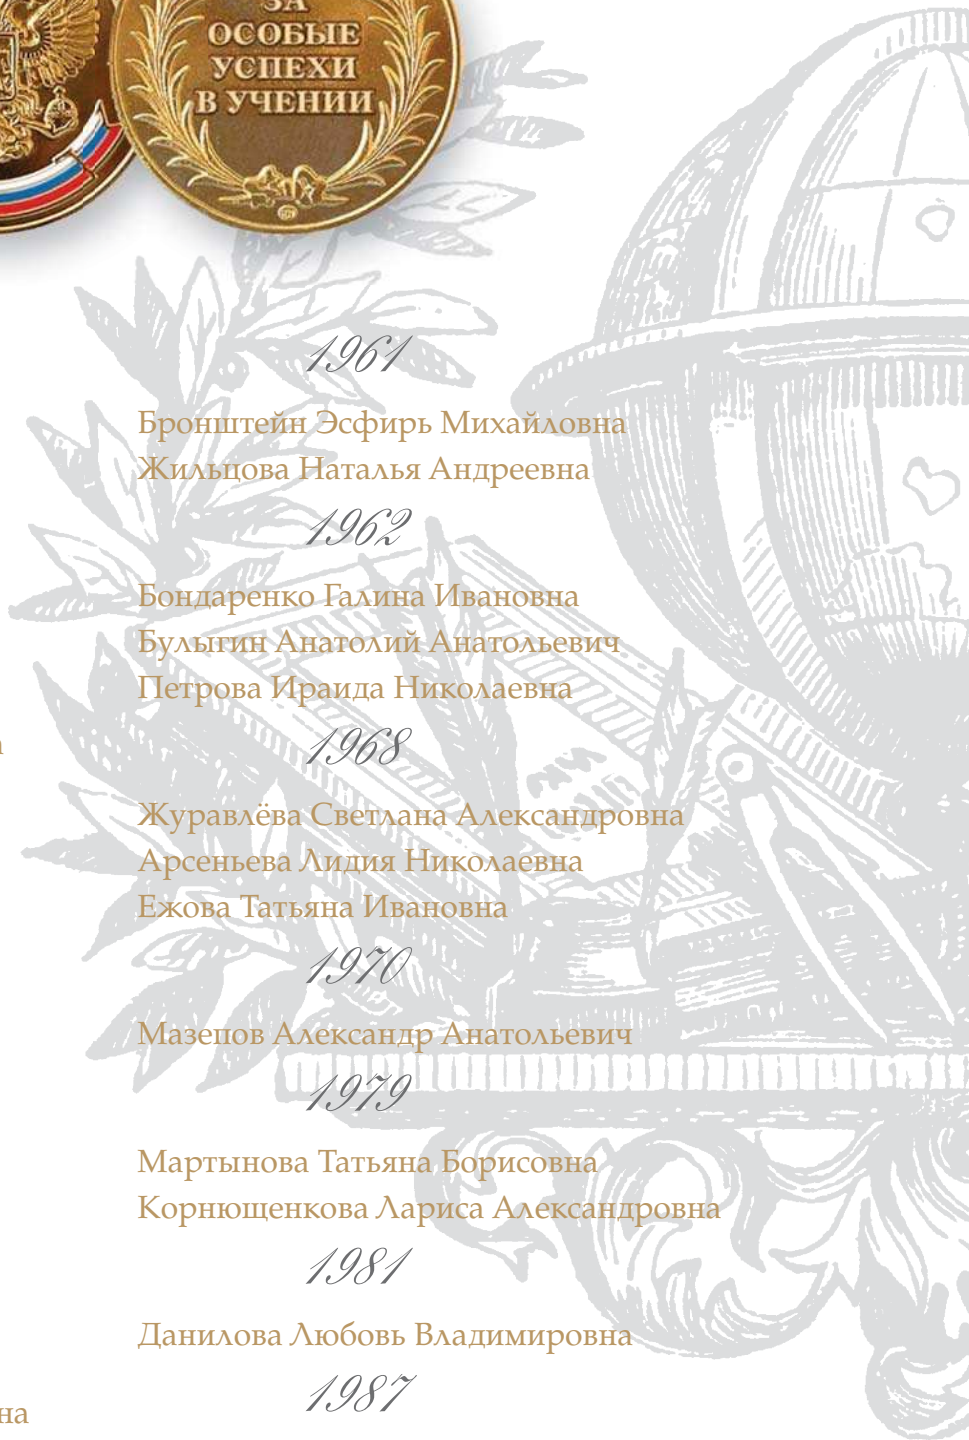 ЗА
ОСОБЫЕ
УСПЕХИ
В УЧЕНИИ
1961
Бронштейн Эсфирь Михайловна
Жильцова Наталья Андреевна
1962
Бондаренко Галина Ивановна
Булыгин Анатолий Анатольевич
Петрова Ираида Николаевна
1968
Журавлёва Светлана Александровна
Арсеньева Лидия Николаевна
Ежова Татьяна Ивановна
1970
Мазепов Александр Анатольевич
1979
Мартынова Татьяна Борисовна
Корнющенкова Лариса Александровна
1981
Данилова Любовь Владимировна
1987